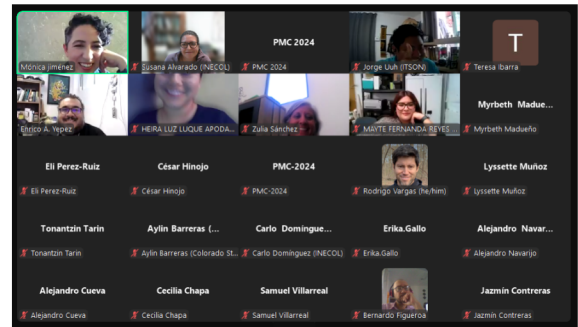 Mónica Jiménez
Susana Alvarado (INECOL)
PMC 2024
PMC 2024
Jorge Uuh (ITSON)
T
Teresa Ibarra
Enrico A. Yepez
HEIRA LUZ LUQUE APODA...
Zulia Sánchez
MAYTE FERNANDA REYES ...
Myrbeth Madue...
Myrbeth Madueño
Eli Perez-Ruiz
Eli Perez-Ruiz
César Hinojo
César Hinojo
PMC-2024
PMC-2024
Rodrigo Vargas (he/him)
Lyssette Muñoz
Lyssette Muñoz
Tonantzin Tarin
Tonantzin Tarin
Aylin Barreras (...
Aylin Barreras (Colorado St...
Carlo Domingue...
Carlo Domínguez (INECOL)
Erika.Gallo
Erika.Gallo
Alejandro Navar...
Alejandro Navarijo
Alejandro Cueva
Alejandro Cueva
Cecilia Chapa
Cecilia Chapa
Samuel Villarreal
Samuel Villarreal
Bernardo Figueroa
Jazmín Contreras
Jazmín Contreras